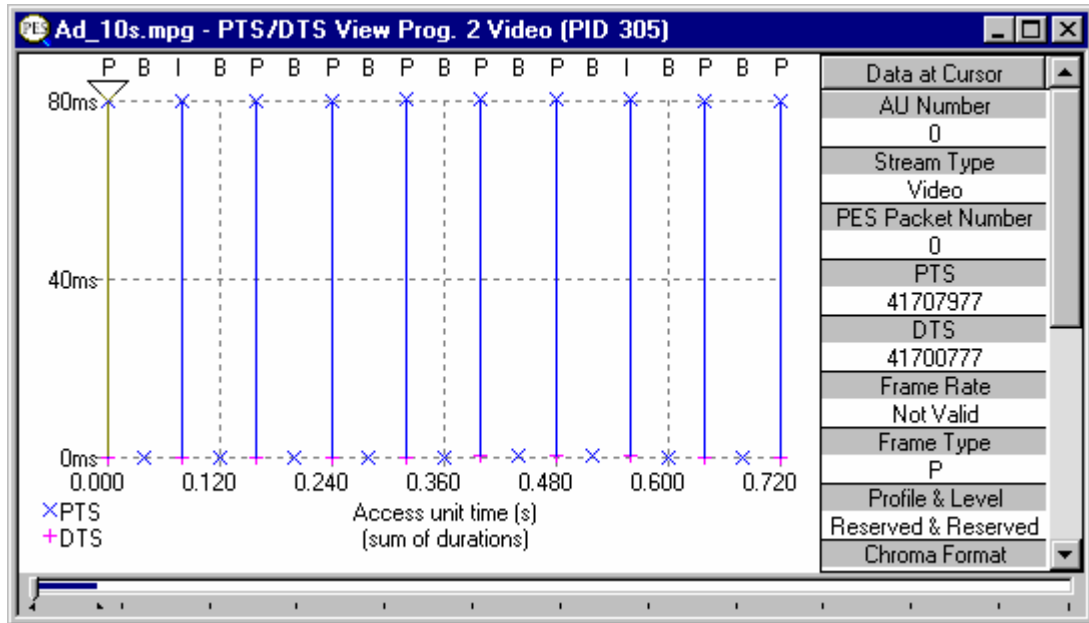 PES Ad_10s.mpg - PTS/DTS View Prog. 2 Video (PID 305)
P B I B P B P B P B P B P B I B P B P
80ms
40ms
0ms
0.000 0.120 0.240 0.360 0.480 0.600 0.720
×PTS
+DTS
Access unit time (s)
(sum of durations)
Data at Cursor
AU Number
0
Stream Type
Video
PES Packet Number
0
PTS
41707977
DTS
41700777
Frame Rate
Not Valid
Frame Type
P
Profile & Level
Reserved & Reserved
Chroma Format